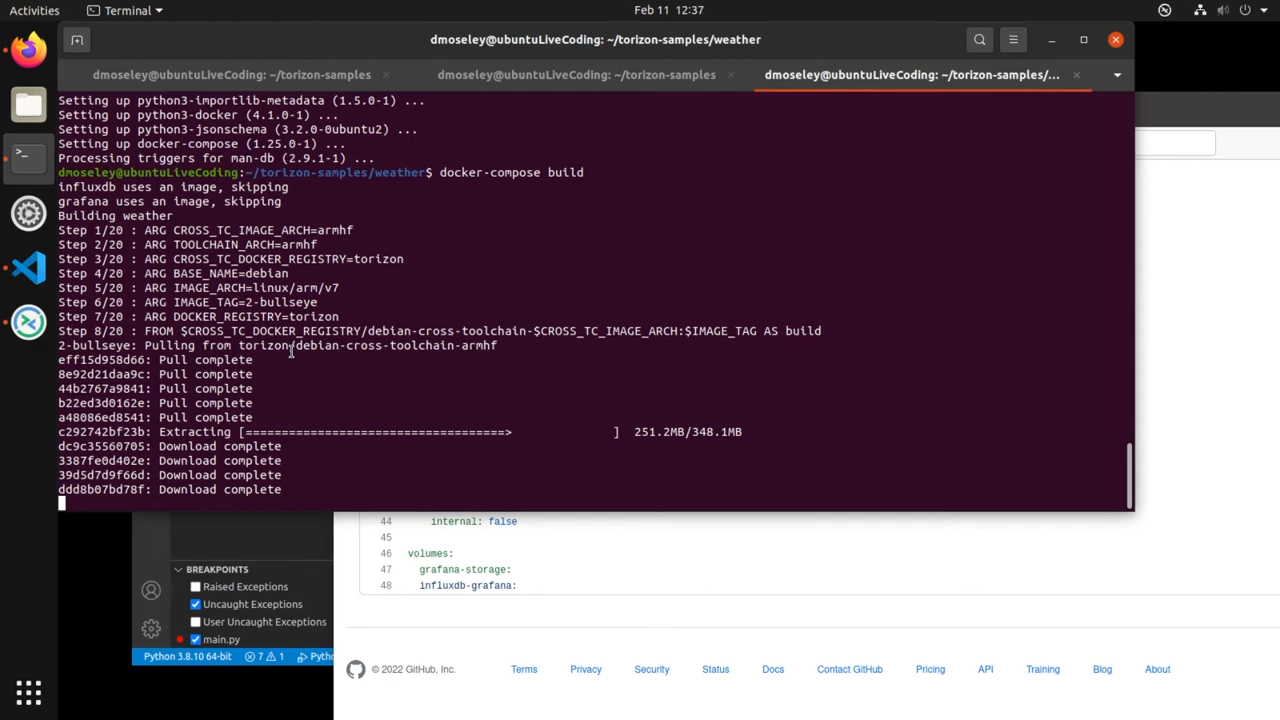 Activities
Terminal
Feb 11 12:37
dmoseley@ubuntuLiveCoding: ~/torizon-samples/weather
dmoseley@ubuntuLiveCoding: ~/torizon-samples
dmoseley@ubuntuLiveCoding: ~/torizon-samples
dmoseley@ubuntuLiveCoding: ~/torizon-samples/...
Setting up python3-importlib-metadata (1.5.0-1) ...
Setting up python3-docker (4.1.0-1) ...
Setting up python3-jsonschema (3.2.0-0ubuntu2) ...
Setting up docker-compose (1.25.0-1) ...
Processing triggers for man-db (2.9.1-1) ...
dmoseley@ubuntuLiveCoding:~/torizon-samples/weather$ docker-compose build
influxdb uses an image, skipping
grafana uses an image, skipping
Building weather
Step 1/20 : ARG CROSS_TC_IMAGE_ARCH=armhf
Step 2/20 : ARG TOOLCHAIN_ARCH=armhf
Step 3/20 : ARG CROSS_TC_DOCKER_REGISTRY=torizon
Step 4/20 : ARG BASE_NAME=debian
Step 5/20 : ARG IMAGE_ARCH=linux/arm/v7
Step 6/20 : ARG IMAGE_TAG=2-bullseye
Step 7/20 : ARG DOCKER_REGISTRY=torizon
Step 8/20 : FROM $CROSS_TC_DOCKER_REGISTRY/debian-cross-toolchain-$CROSS_TC_IMAGE_ARCH:$IMAGE_TAG AS build
2-bullseye: Pulling from torizon/debian-cross-toolchain-armhf
eff15d958d66: Pull complete
8e92d21daa9c: Pull complete
44b2767a9841: Pull complete
b22ed3d0162e: Pull complete
a48086ed8541: Pull complete
c292742bf23b: Extracting [====================================>               ]  251.2MB/348.1MB
dc9c35560705: Download complete
3387fe0d402e: Download complete
39d5d7d9f66d: Download complete
ddd8b07bd78f: Download complete
44 internal: false
45
46 volumes:
47 grafana-storage:
48 influxdb-grafana:
BREAKPOINTS
Raised Exceptions
Uncaught Exceptions
User Uncaught Exceptions
main.py
Python 3.8.10 64-bit 7 1 Pytho
© 2022 GitHub, Inc. Terms Privacy Security Status Docs Contact GitHub Pricing API Training Blog About